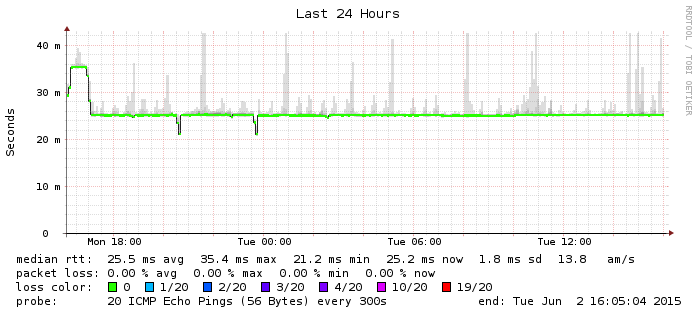 Last 24 Hours
RRDTOOL / TOBI OETIKER
Seconds
40 m
30 m
20 m
10 m
0
Mon 18:00 Tue 00:00 Tue 06:00 Tue 12:00
median rtt: 25.5 ms avg 35.4 ms max 21.2 ms min 25.2 ms now 1.8 ms sd 13.8 am/s
packet loss: 0.00 % avg 0.00 % max 0.00 % min 0.00 % now
loss color: 0 1/20 2/20 3/20 4/20 10/20 19/20
probe: 20 ICMP Echo Pings (56 Bytes) every 300s end: Tue Jun 2 16:05:04 2015